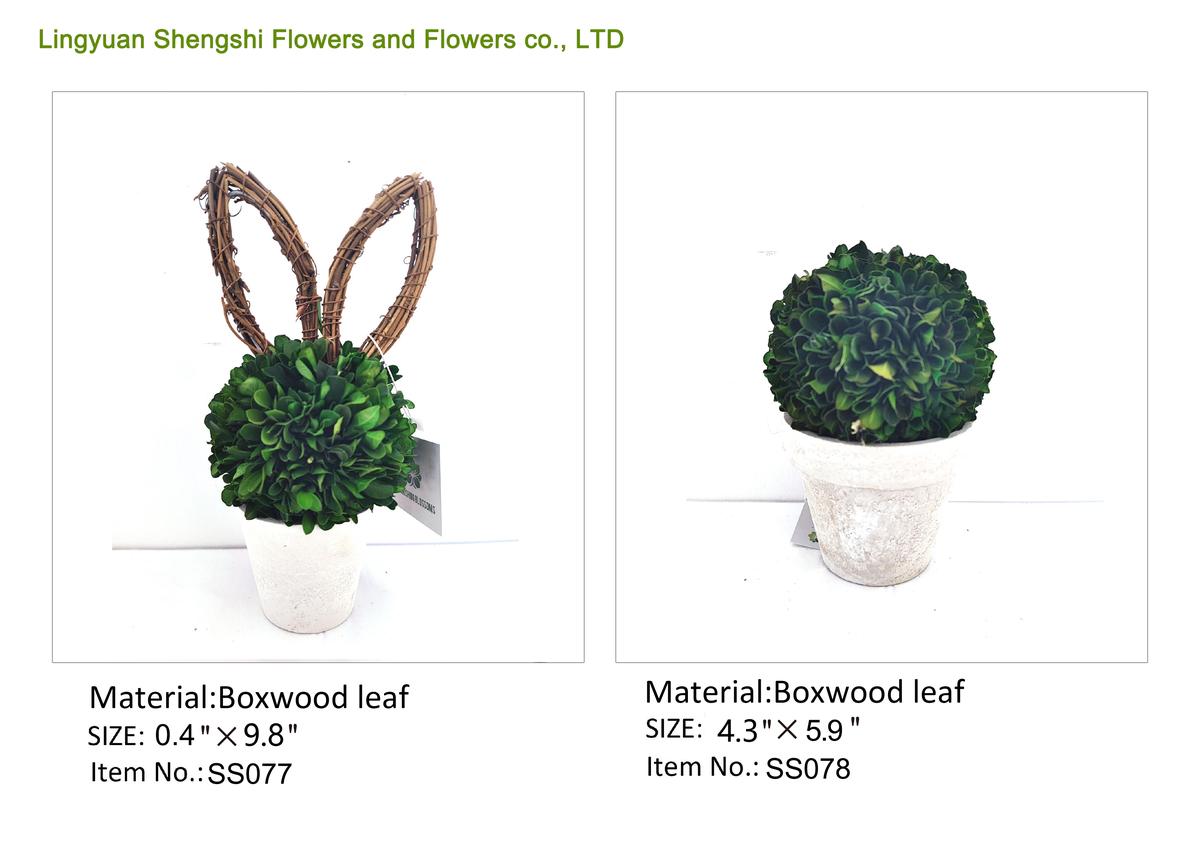 Lingyuan Shengshi Flowers and Flowers co., LTD
Material:Boxwood leaf
SIZE: 0.4"×9.8"
Item No.:SS077
Material:Boxwood leaf
SIZE: 4.3"× 5.9"
Item No.: SS078